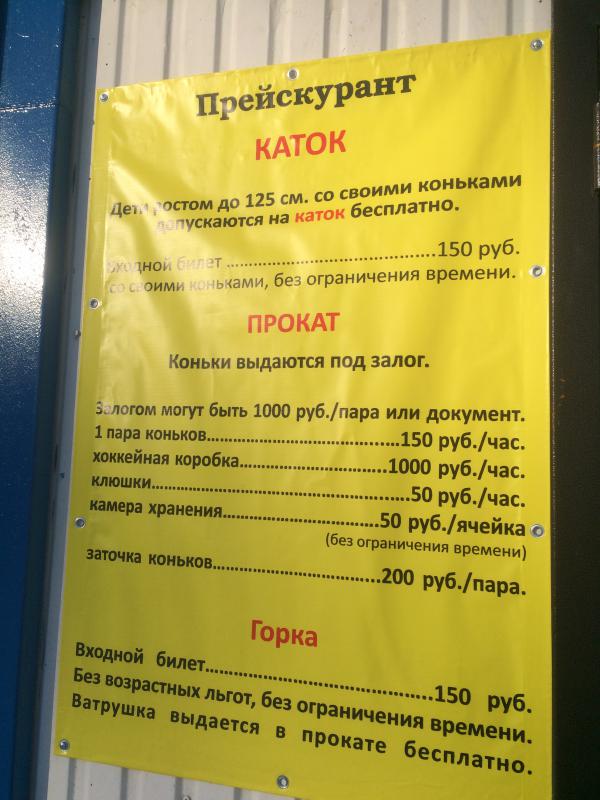 Прейскурант
КАТОК
Дети ростом до 125 см. со своими коньками
допускаются на каток бесплатно.
Входной билет ..........................................150 руб.
со своими коньками, без ограничения времени.
ПРОКАТ
Коньки выдаются под залог.
Залогом могут быть 1000 руб./пара или документ.
1 пара коньков..........................................150 руб./час.
хоккейная коробка................................1000 руб./час.
клюшки.......................................................50 руб./час.
камера хранения..................................50 руб./ячейка
(без ограничения времени)
заточка коньков...................................200 руб./пара.
Горка
Входной билет..........................................150 руб.
Без возрастных льгот, без ограничения времени.
Ватрушка выдается в прокате бесплатно.